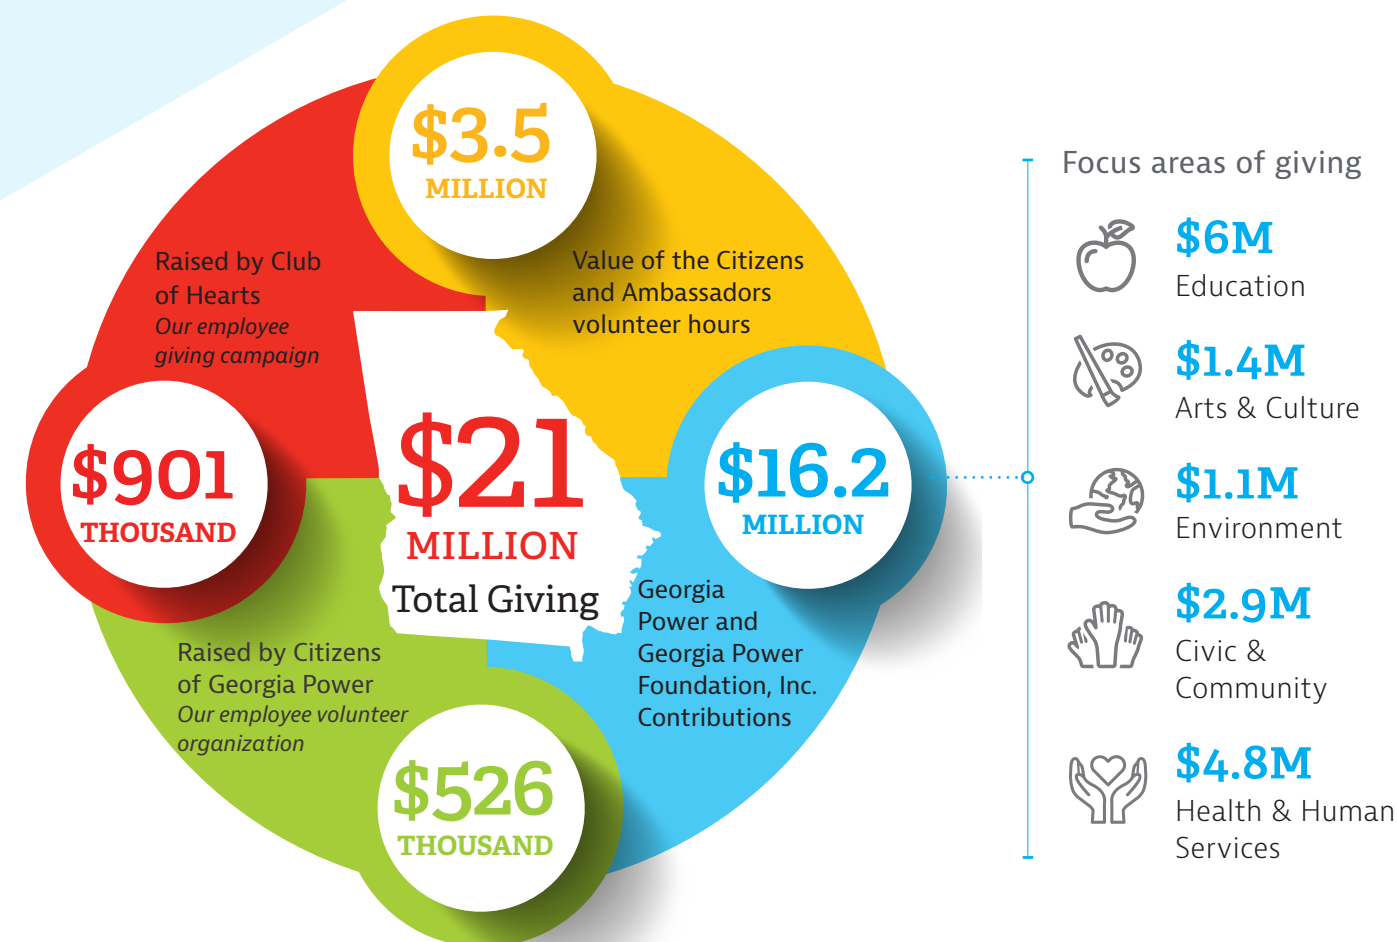 $3.5
MILLION
Raised by Club
of Hearts
Our employee
giving campaign
Value of the Citizens
and Ambassadors
volunteer hours
$901
THOUSAND
$21
MILLION
Total Giving
$16.2
MILLION
Georgia
Power and
Georgia Power
Foundation, Inc.
Contributions
Raised by Citizens
of Georgia Power
Our employee volunteer
organization
$526
THOUSAND
Focus areas of giving
$6M
Education
$1.4M
Arts & Culture
$1.1M
Environment
$2.9M
Civic &
Community
$4.8M
Health & Human
Services